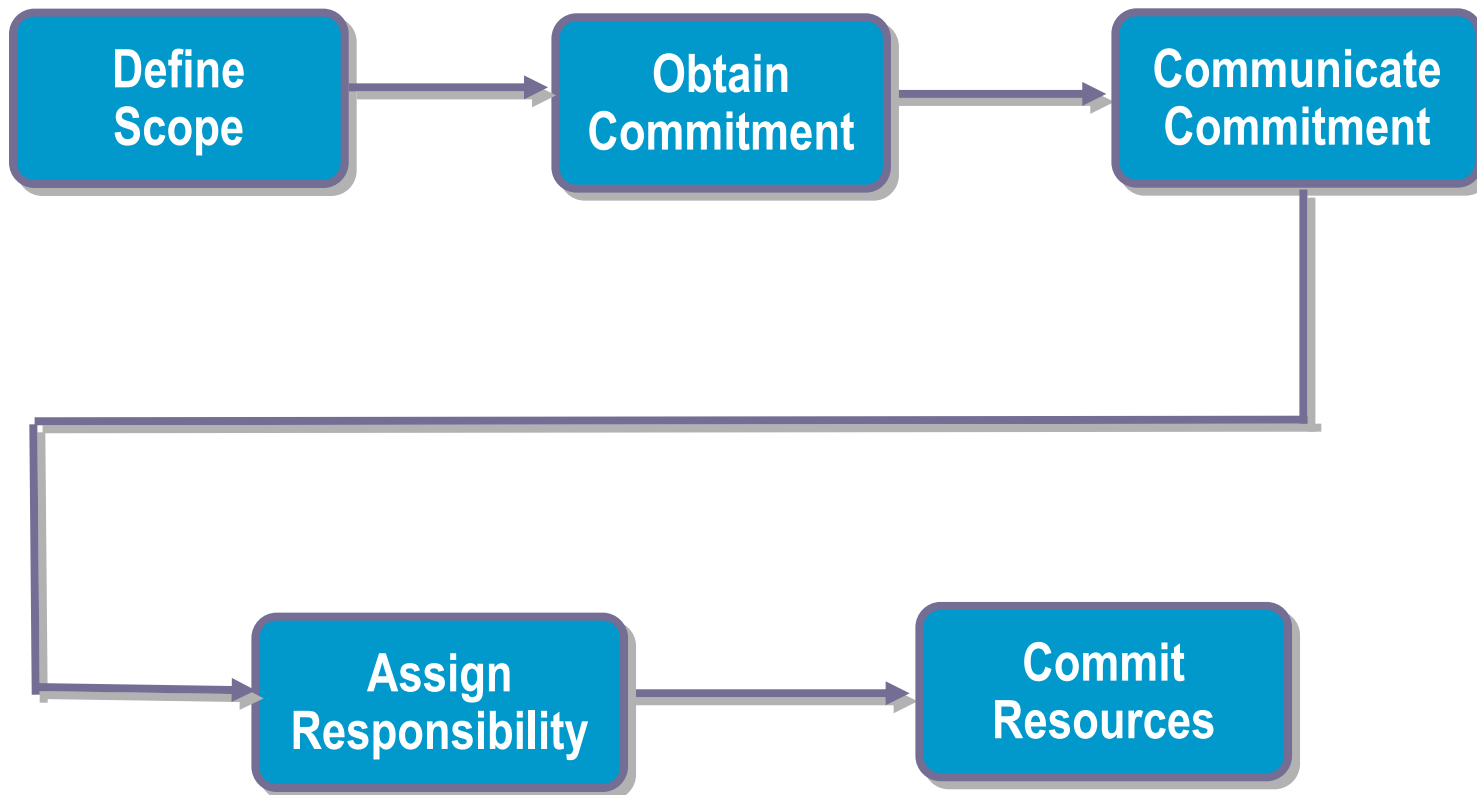 Define
Scope
Obtain
Commitment
Communicate
Commitment
Assign
Responsibility
Commit
Resources